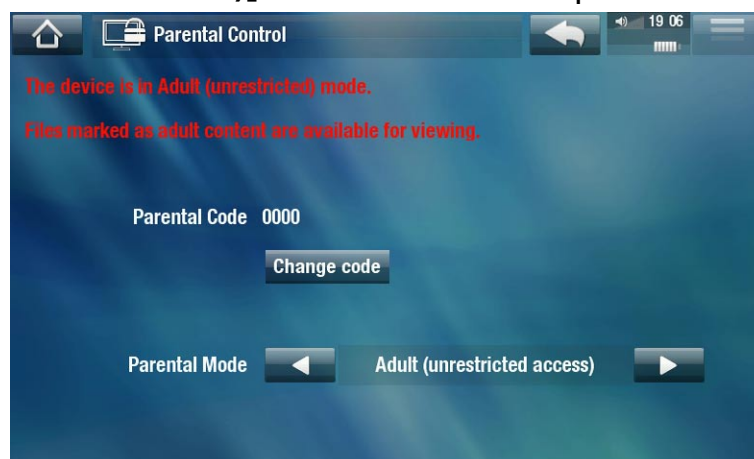 Parental Control
19 06
The device is in Adult (unrestricted) mode.
Files marked as adult content are available for viewing.
Parental Code 0000
Change code
Parental Mode Adult (unrestricted access)